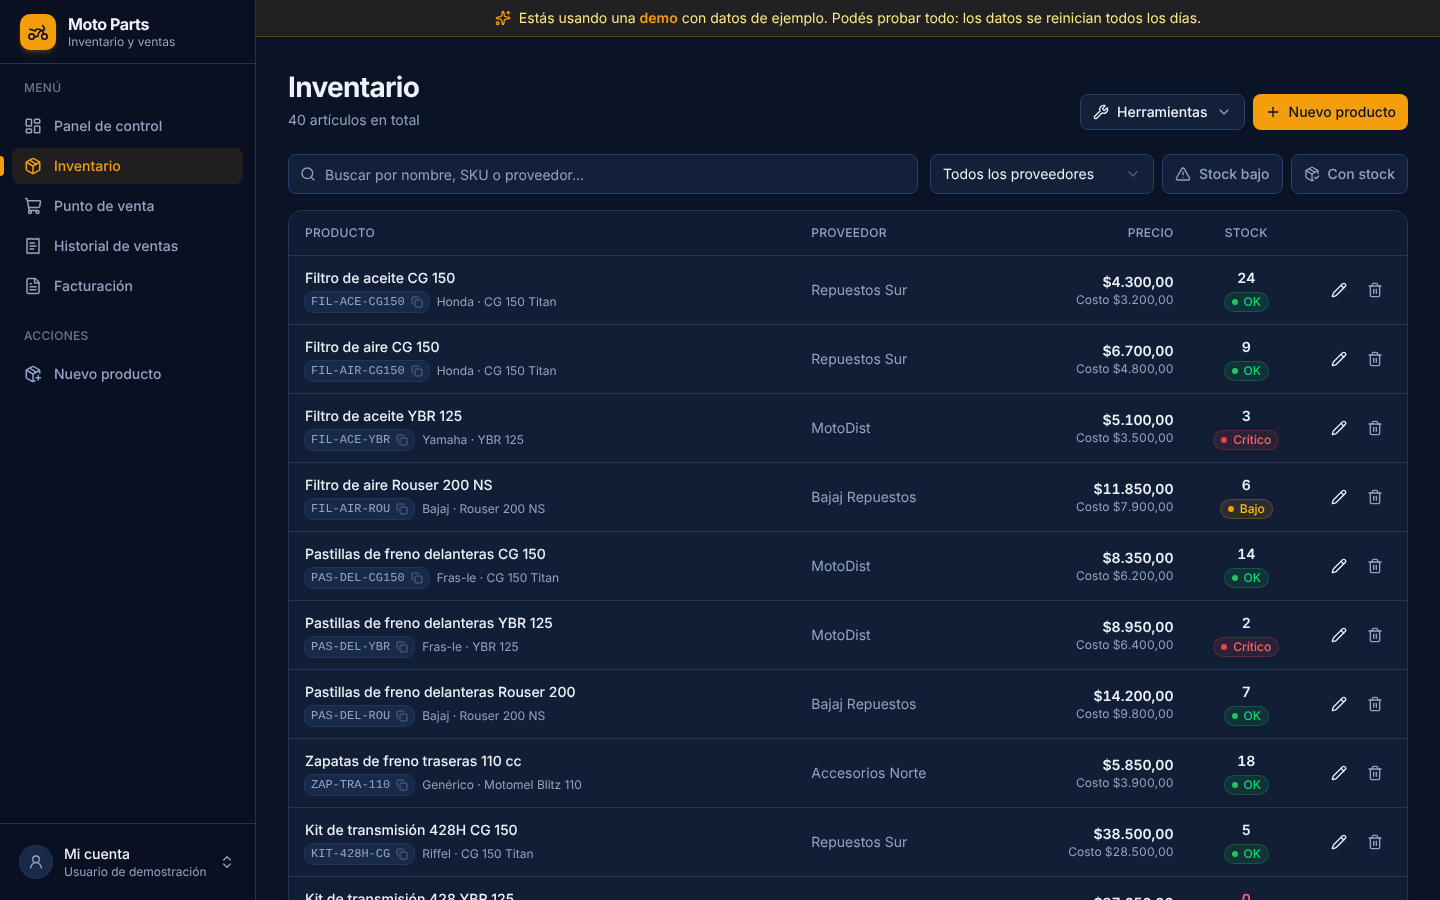 Moto Parts
Inventario y ventas
MENÚ
Panel de control
Inventario
Punto de venta
Historial de ventas
Facturación
ACCIONES
Nuevo producto
Mi cuenta
Usuario de demostración
Estás usando una demo con datos de ejemplo. Podés probar todo: los datos se reinician todos los días.
Inventario
40 artículos en total
Herramientas
Nuevo producto
Buscar por nombre, SKU o proveedor...
Todos los proveedores
Stock bajo
Con stock
PRODUCTO PROVEEDOR PRECIO STOCK
Filtro de aceite CG 150
FIL-ACE-CG150 Honda · CG 150 Titan
Repuestos Sur
$4.300,00
Costo $3.200,00
24
OK
Filtro de aire CG 150
FIL-AIR-CG150 Honda · CG 150 Titan
Repuestos Sur
$6.700,00
Costo $4.800,00
9
OK
Filtro de aceite YBR 125
FIL-ACE-YBR Yamaha · YBR 125
MotoDist
$5.100,00
Costo $3.500,00
3
Crítico
Filtro de aire Rouser 200 NS
FIL-AIR-ROU Bajaj · Rouser 200 NS
Bajaj Repuestos
$11.850,00
Costo $7.900,00
6
Bajo
Pastillas de freno delanteras CG 150
PAS-DEL-CG150 Fras-le · CG 150 Titan
MotoDist
$8.350,00
Costo $6.200,00
14
OK
Pastillas de freno delanteras YBR 125
PAS-DEL-YBR Fras-le · YBR 125
MotoDist
$8.950,00
Costo $6.400,00
2
Crítico
Pastillas de freno delanteras Rouser 200
PAS-DEL-ROU Bajaj · Rouser 200 NS
Bajaj Repuestos
$14.200,00
Costo $9.800,00
7
OK
Zapatas de freno traseras 110 cc
ZAP-TRA-110 Genérico · Motomel Blitz 110
Accesorios Norte
$5.850,00
Costo $3.900,00
18
OK
Kit de transmisión 428H CG 150
KIT-428H-CG Riffel · CG 150 Titan
Repuestos Sur
$38.500,00
Costo $28.500,00
5
OK
Kit de transmisión 428 YBR 125